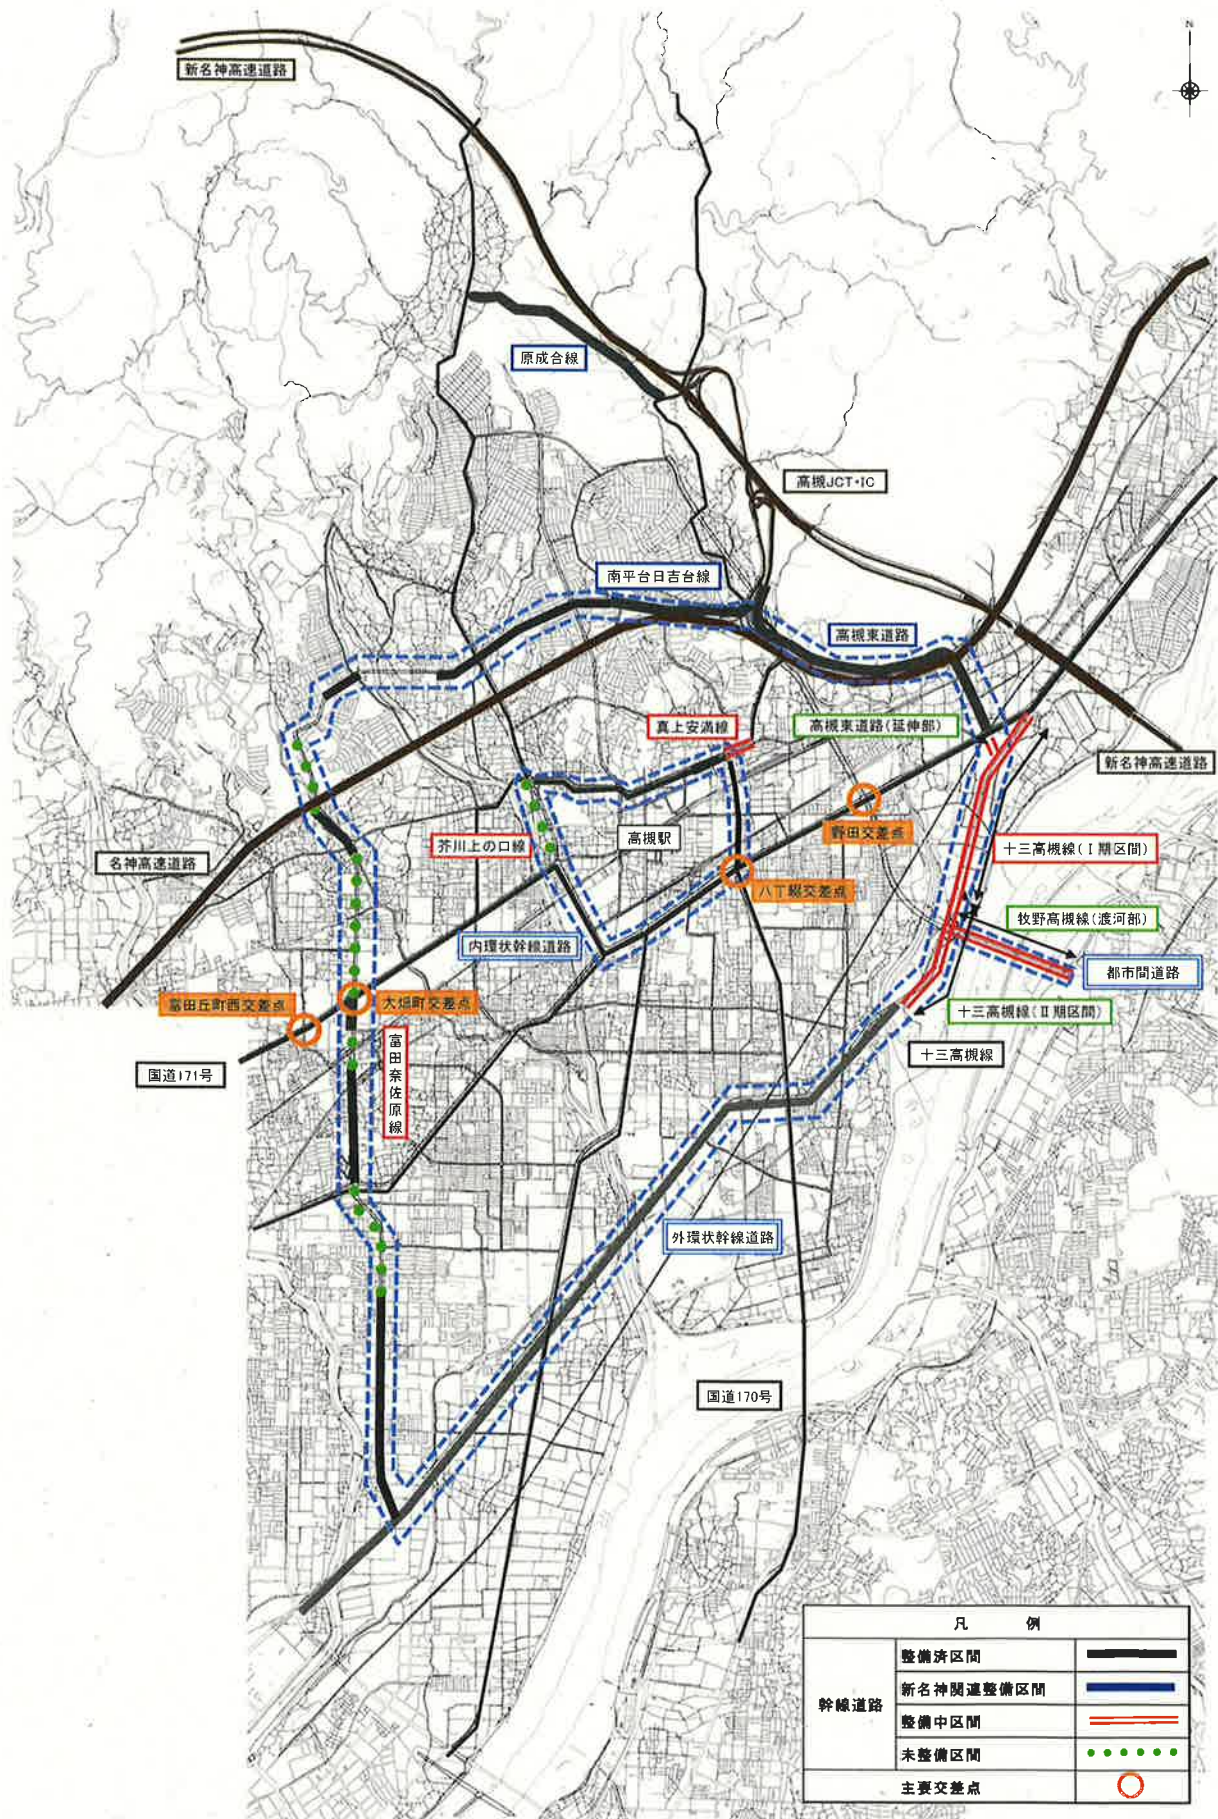 N
新名神高速道路
原成合線
高槻JCT・IC
南平台日吉台線
高槻東道路
真上安満線
高槻東道路(延伸部)
新名神高速道路
野田交差点
高槻駅
芥川上の口線
十三高槻線(Ⅰ期区間)
名神高速道路
八丁畷交差点
牧野高槻線(渡河部)
内環状幹線道路
都市間道路
富田丘町西交差点
大畑町交差点
十三高槻線(Ⅱ期区間)
富田奈佐原線
十三高槻線
国道171号
外環状幹線道路
国道170号
凡 例
幹線道路
整備済区間
新名神関連整備区間
整備中区間
未整備区間
主要交差点